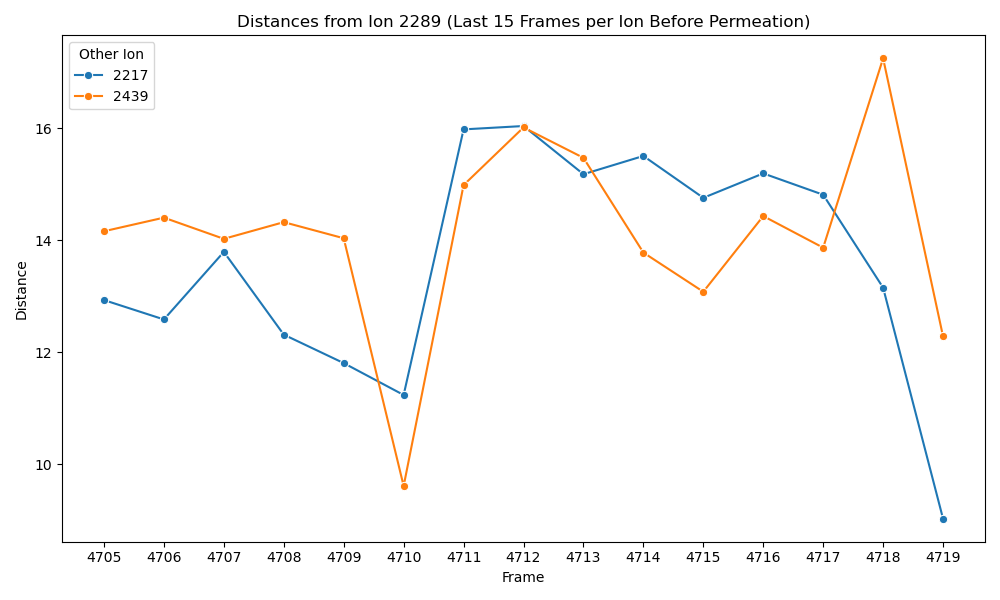 Distances from Ion 2289 (Last 15 Frames per Ion Before Permeation)
Other Ion
2217
2439
Distance
16
14
12
10
4705 4706 4707 4708 4709 4710 4711 4712 4713 4714 4715 4716 4717 4718 4719
Frame